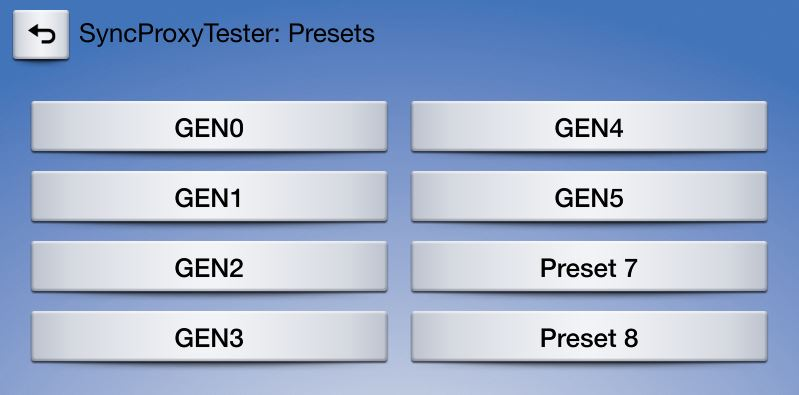 SyncProxyTester: Presets
GEN0
GEN1
GEN2
GEN3
GEN4
GEN5
Preset 7
Preset 8